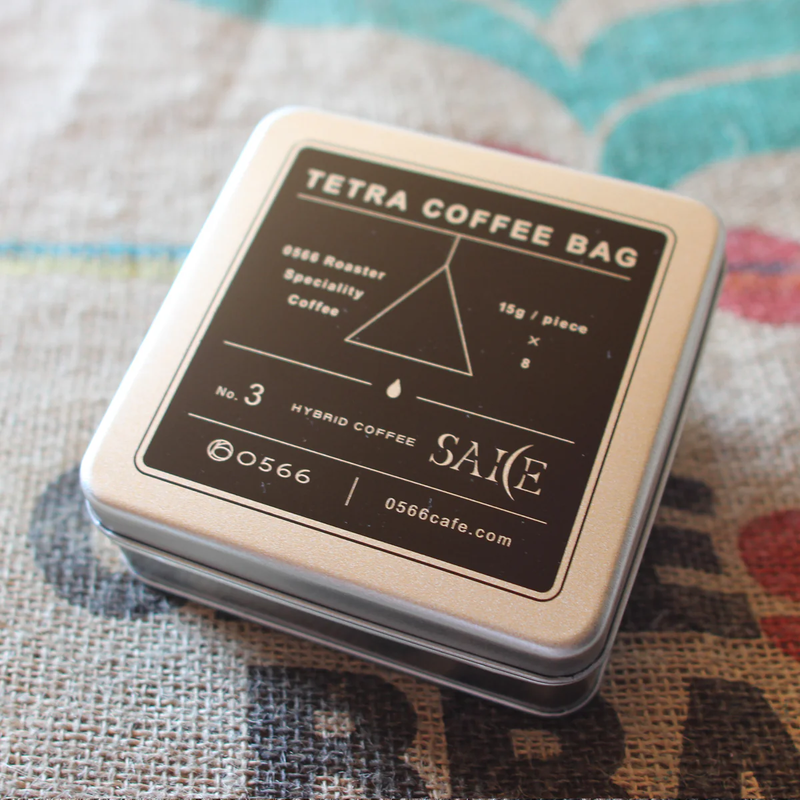 TETRA COFFEE BAG
0566 Roaster
Speciality
Coffee
15g / piece
×
8
No. 3 HYBRID COFFEE SAICE
0566 | 0566cafe.com